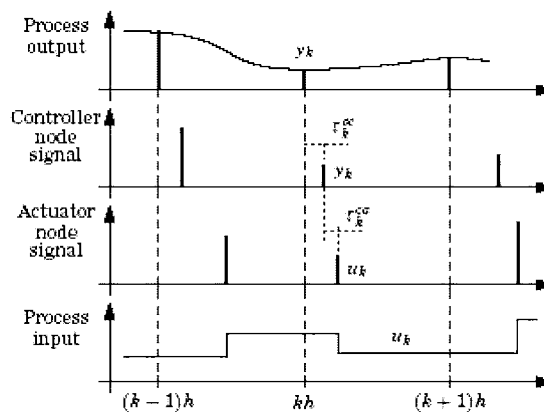 Process
output
y_k
Controller
node
signal
τ_k^{sc}
y_k
Actuator
node
signal
τ_k^{ca}
u_k
Process
input
u_k
(k − 1)h
kh
(k + 1)h